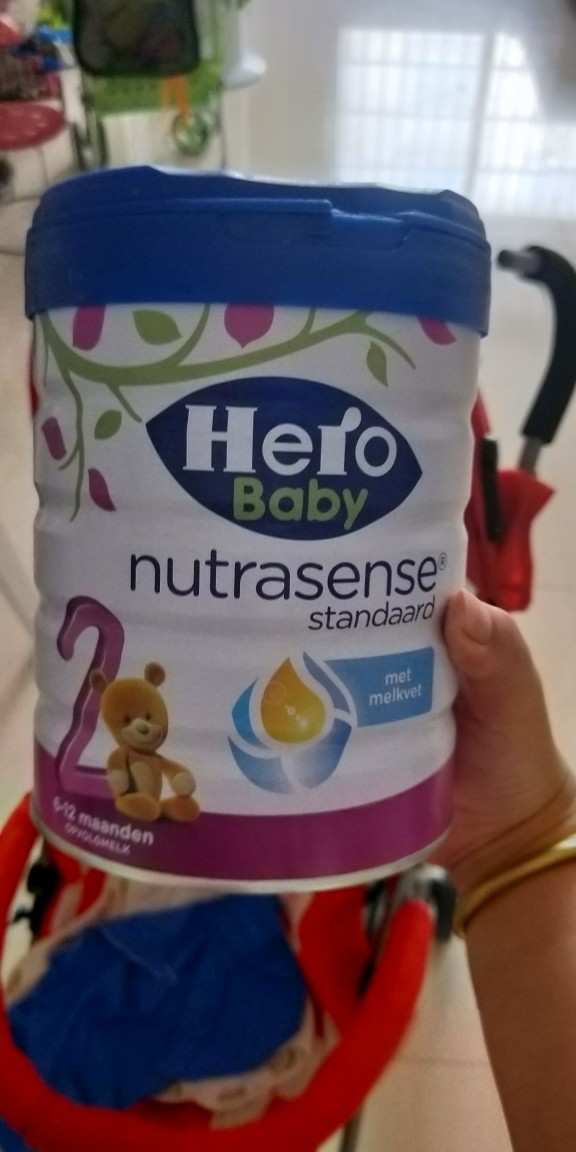 Hero
Baby
nutrasense®
standaard
met
melkvet
2
6-12 maanden
OPVOLGMELK